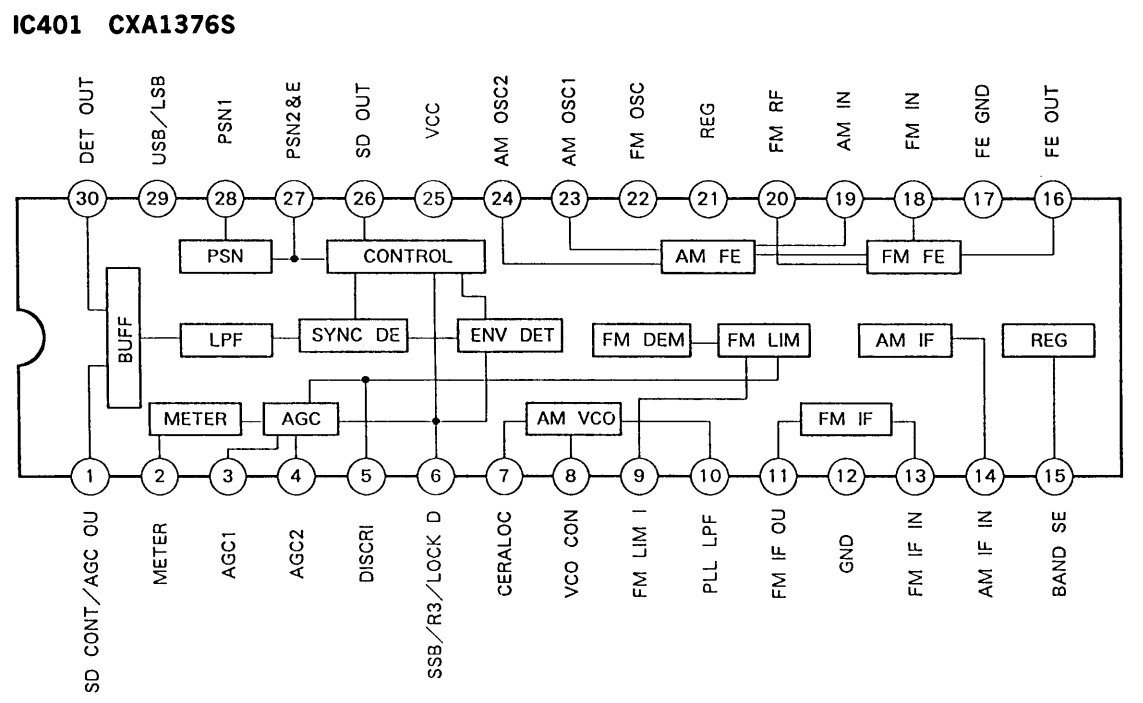 IC401 CXA1376S
DET OUT
USB/LSB
PSN1
PSN2&E
SD OUT
VCC
AM OSC2
AM OSC1
FM OSC
REG
FM RF
AM IN
FM IN
FE GND
FE OUT
30
29
28
27
26
25
24
23
22
21
20
19
18
17
16
PSN
CONTROL
AM FE
FM FE
BUFF
LPF
SYNC DE
ENV DET
FM DEM
FM LIM
AM IF
REG
METER
AGC
AM VCO
FM IF
1
2
3
4
5
6
7
8
9
10
11
12
13
14
15
SD CONT/AGC OU
METER
AGC1
AGC2
DISCRI
SSB/R3/LOCK D
CERALOC
VCO CON
FM LIM I
PLL LPF
FM IF OU
GND
FM IF IN
AM IF IN
BAND SE